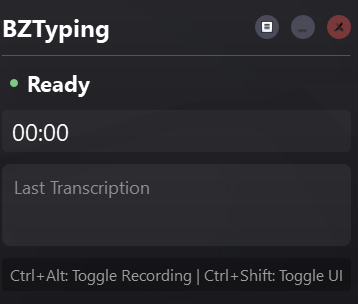 BZTyping
Ready
00:00
Last Transcription
Ctrl+Alt: Toggle Recording | Ctrl+Shift: Toggle UI